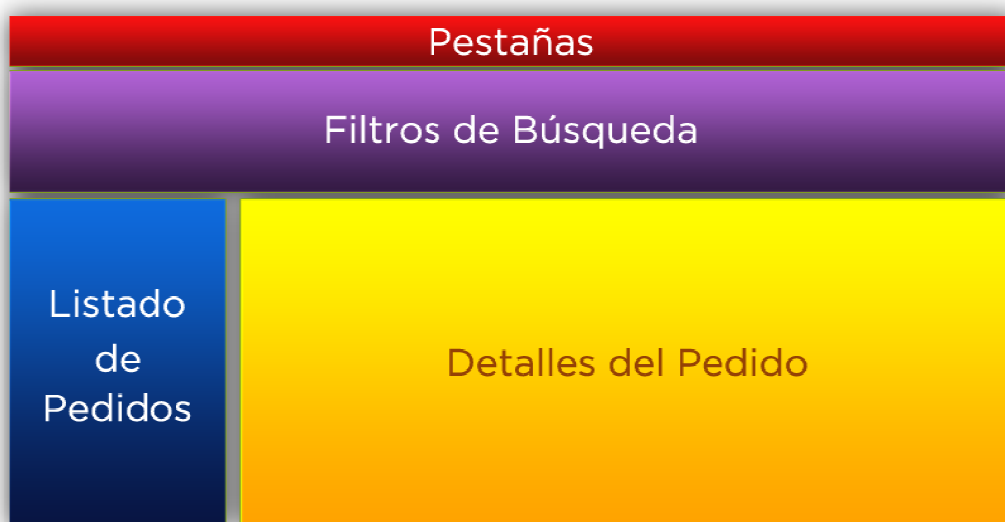 Pestañas
Filtros de Búsqueda
Listado
de
Pedidos
Detalles del Pedido